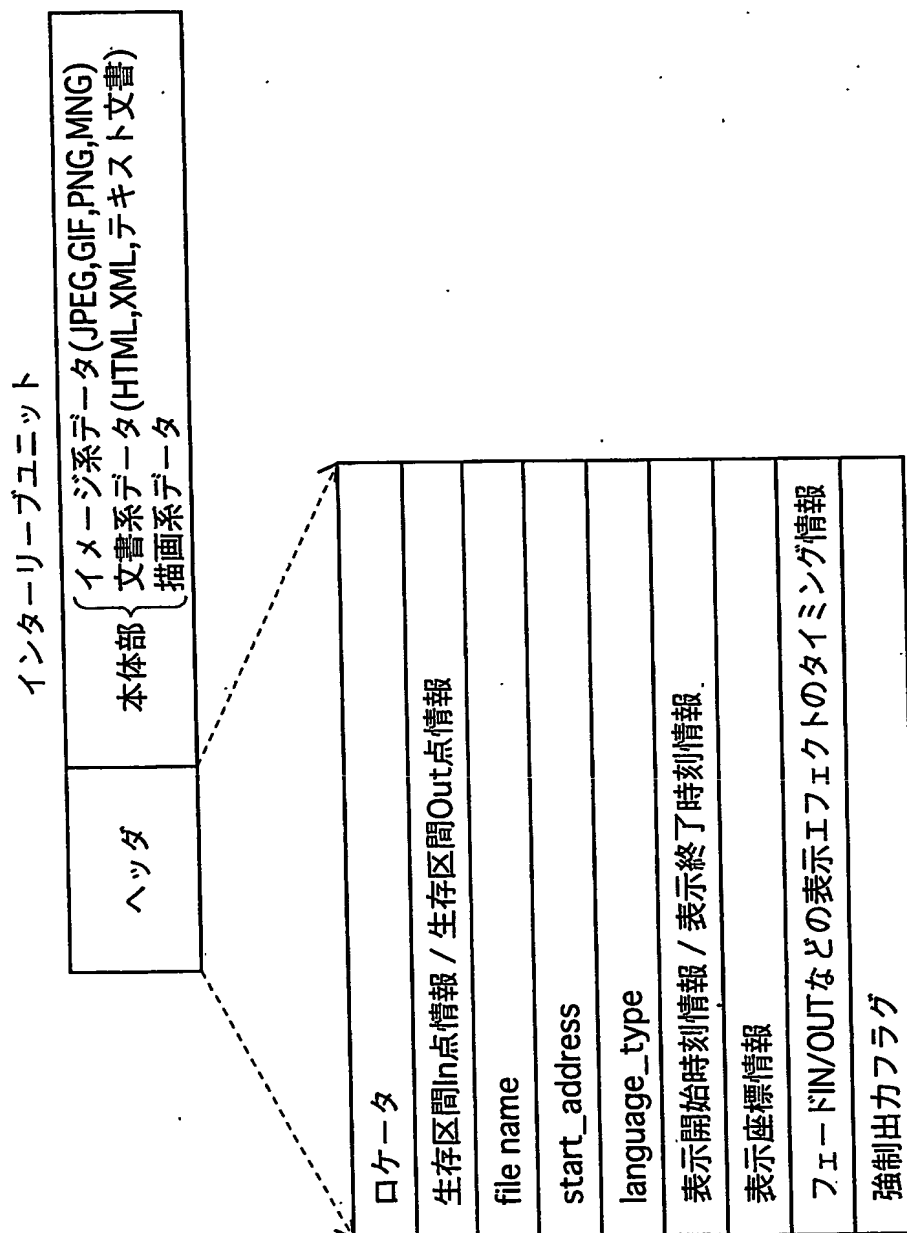 インターリーブユニット
ヘッダ
本体部
イメージ系データ(JPEG,GIF,PNG,MNG)
文書系データ(HTML,XML,テキスト文書)
描画系データ
ロケータ
生存区間In点情報 / 生存区間Out点情報
file name
start_address
language_type
表示開始時刻情報 / 表示終了時刻情報
表示座標情報
フェードIN/OUTなどの表示エフェクトのタイミング情報
強制出力フラグ